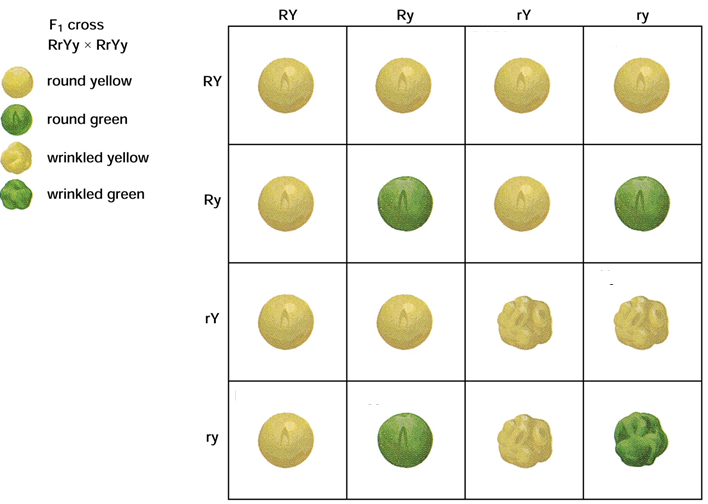 F₁ cross
RrYy × RrYy
round yellow
round green
wrinkled yellow
wrinkled green
RY Ry rY ry
RY
Ry
rY
ry